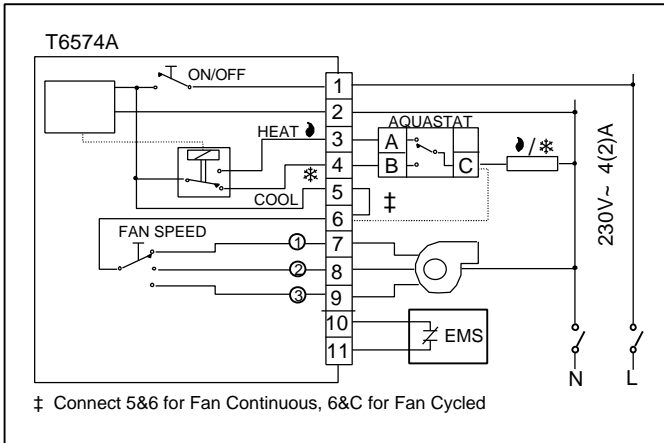 T6574A
ON/OFF
1
2
AQUASTAT
HEAT
3
A
4
B
C
/
COOL
5
‡
6
FAN SPEED
1
7
2
8
3
9
10
EMS
11
230V~ 4(2)A
N
L
‡ Connect 5&6 for Fan Continuous, 6&C for Fan Cycled